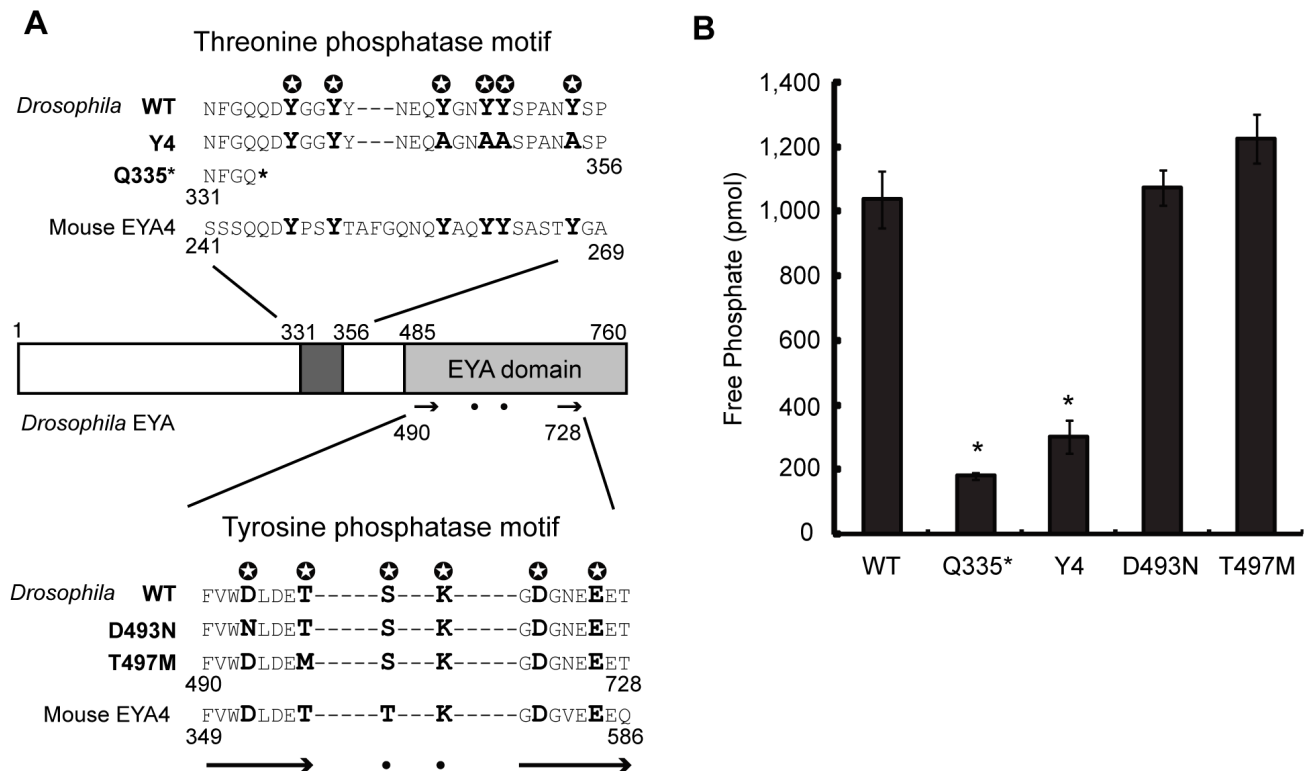 A
Threonine phosphatase motif
Drosophila WT NFGQQDYGGYY---NEQYGNYYSPANYSP
Y4 NFGQQDYGGYY---NEQAGNAASPANASP
356
Q335* NFGQ*
331
Mouse EYA4 SSSQQDYPSYTAFGQNQYAQYYSASTYGA
241 269
1 331 356 485 760
EYA domain
Drosophila EYA
490 728
Tyrosine phosphatase motif
Drosophila WT FVWDLDET-----S--K-----GDGNEEET
D493N FVWNLDET-----S--K-----GDGNEEET
T497M FVWDLDEM-----S--K-----GDGNEEET
490 728
Mouse EYA4 FVWDLDET-----T--K-----GDGVEEEQ
349 586
B
Free Phosphate (pmol)
1,400
1,200
1,000
800
600
400
200
0
* *
WT Q335* Y4 D493N T497M